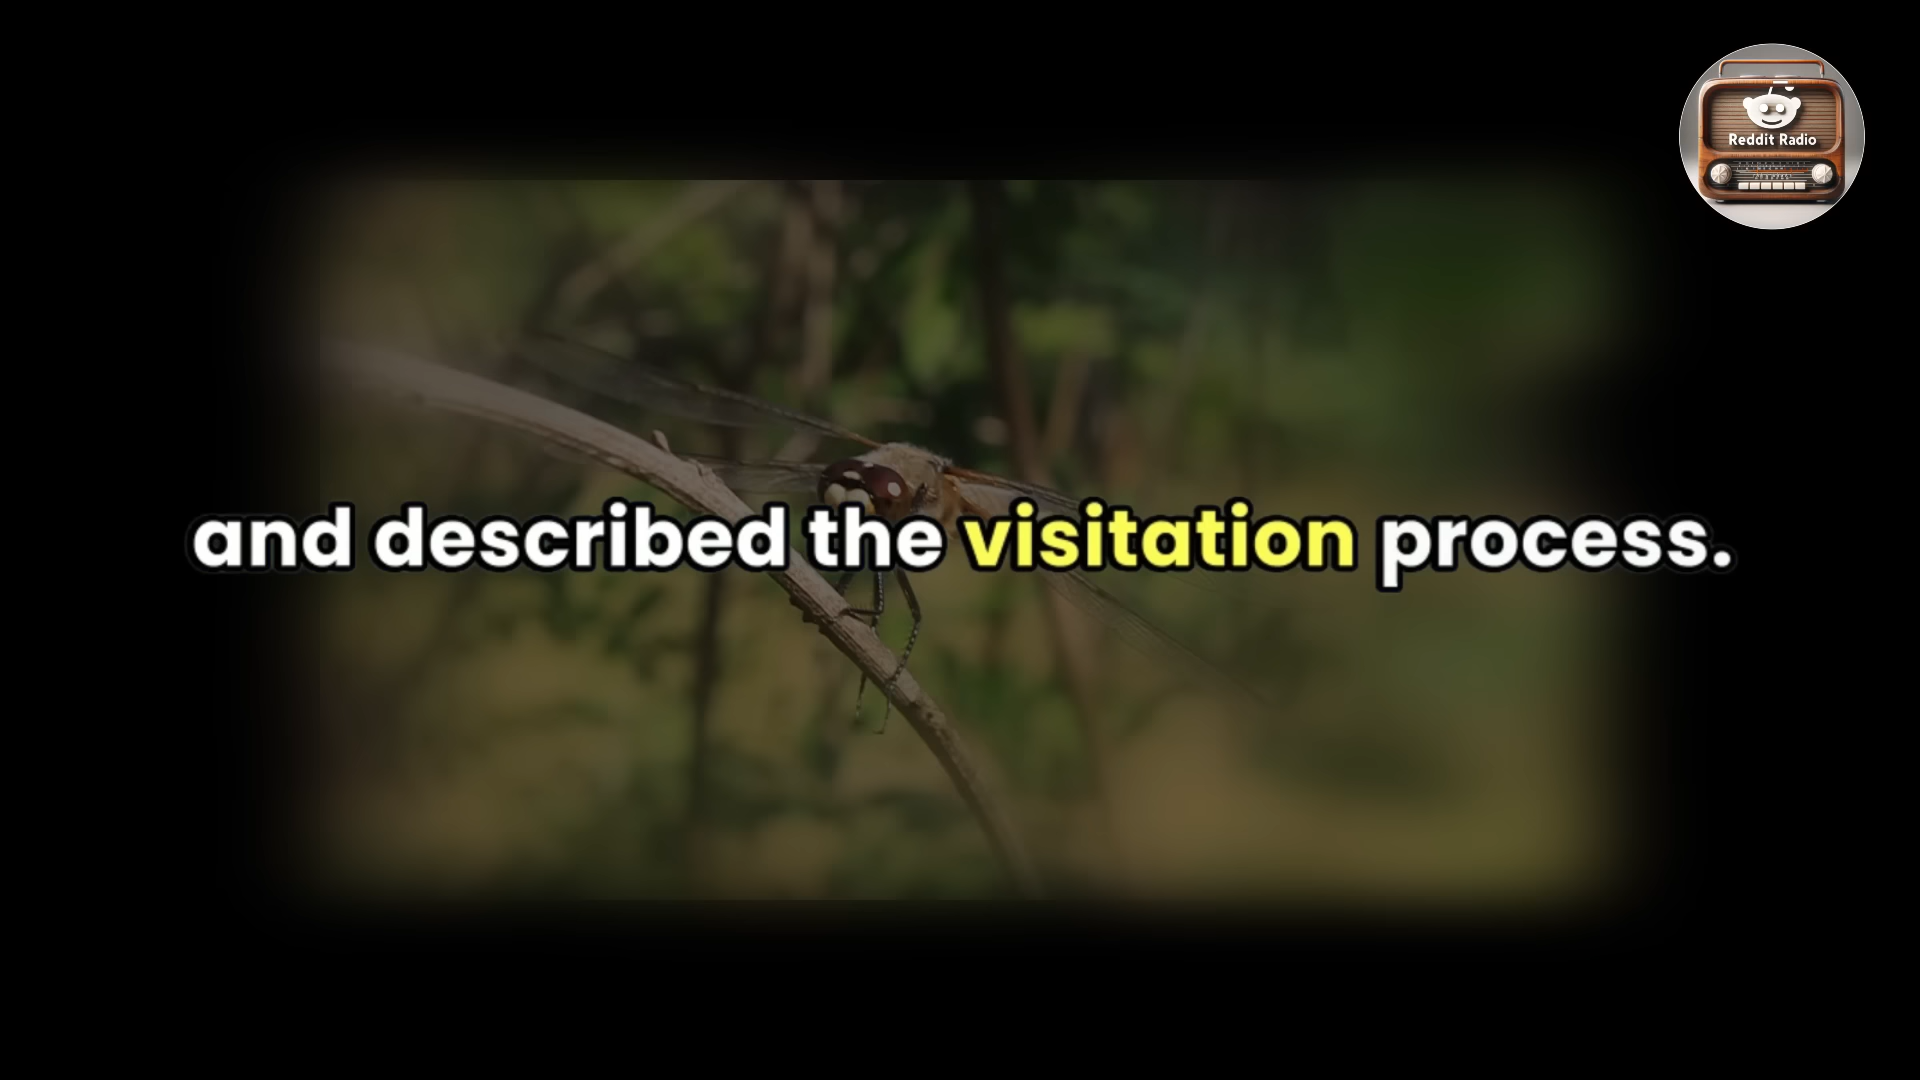 Reddit Radio
and described the visitation process.